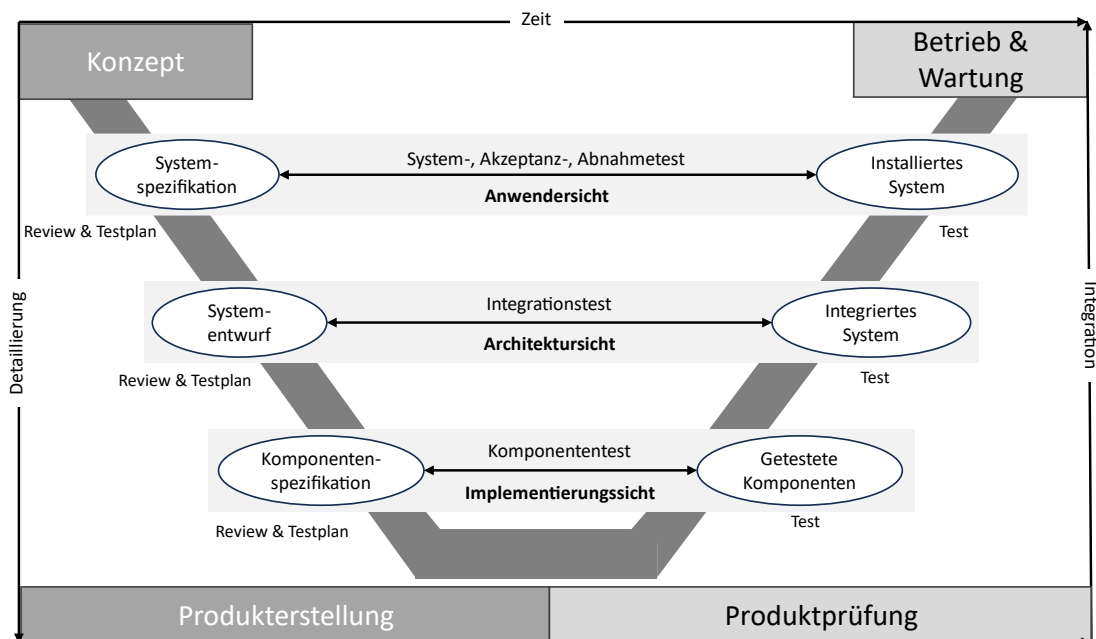 Zeit
Konzept
Betrieb &
Wartung
System-
spezifikation
System-, Akzeptanz-, Abnahmetest
Anwendersicht
Installiertes
System
Review & Testplan
Test
Detaillierung
Integration
System-
entwurf
Integrationstest
Architektursicht
Integriertes
System
Review & Testplan
Test
Komponenten-
spezifikation
Komponententest
Implementierungssicht
Getestete
Komponenten
Review & Testplan
Test
Produkterstellung
Produktprüfung